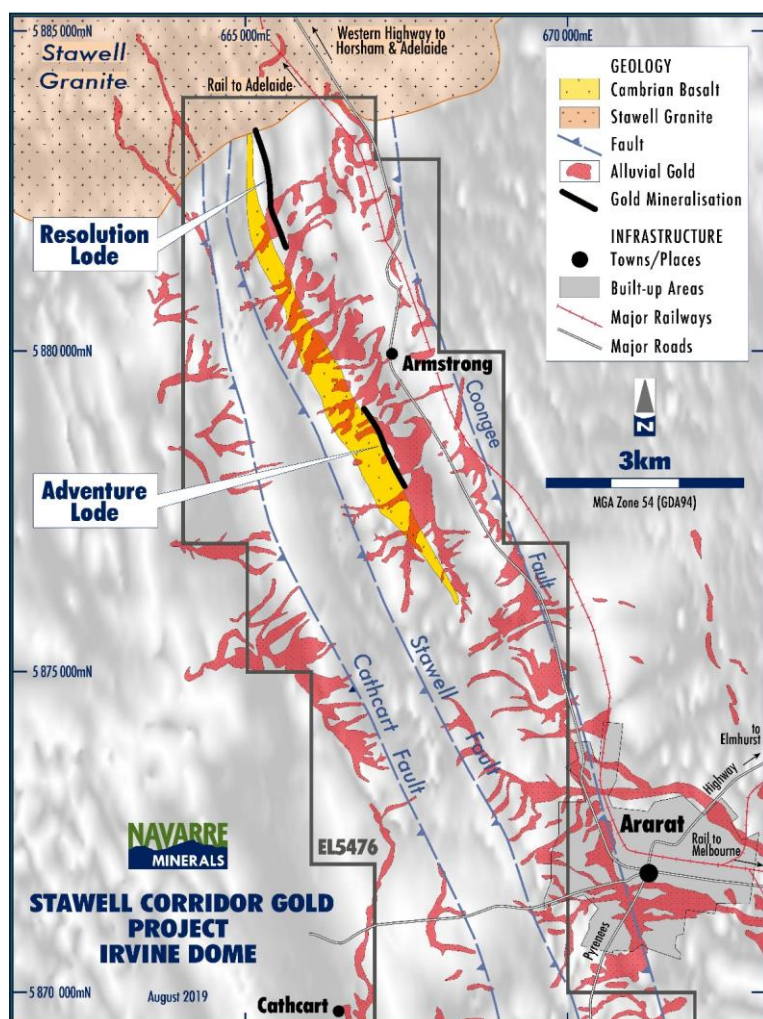 5 885 000mN
665 000mE
670 000mE
Western Highway to
Horsham & Adelaide
Stawell
Granite
Rail to Adelaide
GEOLOGY
Cambrian Basalt
Stawell Granite
Fault
Alluvial Gold
Gold Mineralisation
INFRASTRUCTURE
Towns/Places
Built-up Areas
Major Railways
Major Roads
Resolution
Lode
5 880 000mN
Armstrong
Coongee
Fault
N
3km
MGA Zone 54 (GDA94)
Adventure
Lode
5 875 000mN
Cathcart
Fault
Stawell
Fault
to
Elmhurst
Highway
Ararat
Rail to
Melbourne
Pyrenees
NAVARRE
MINERALS
EL5476
STAWELL CORRIDOR GOLD
PROJECT
IRVINE DOME
August 2019
5 870 000mN
Cathcart